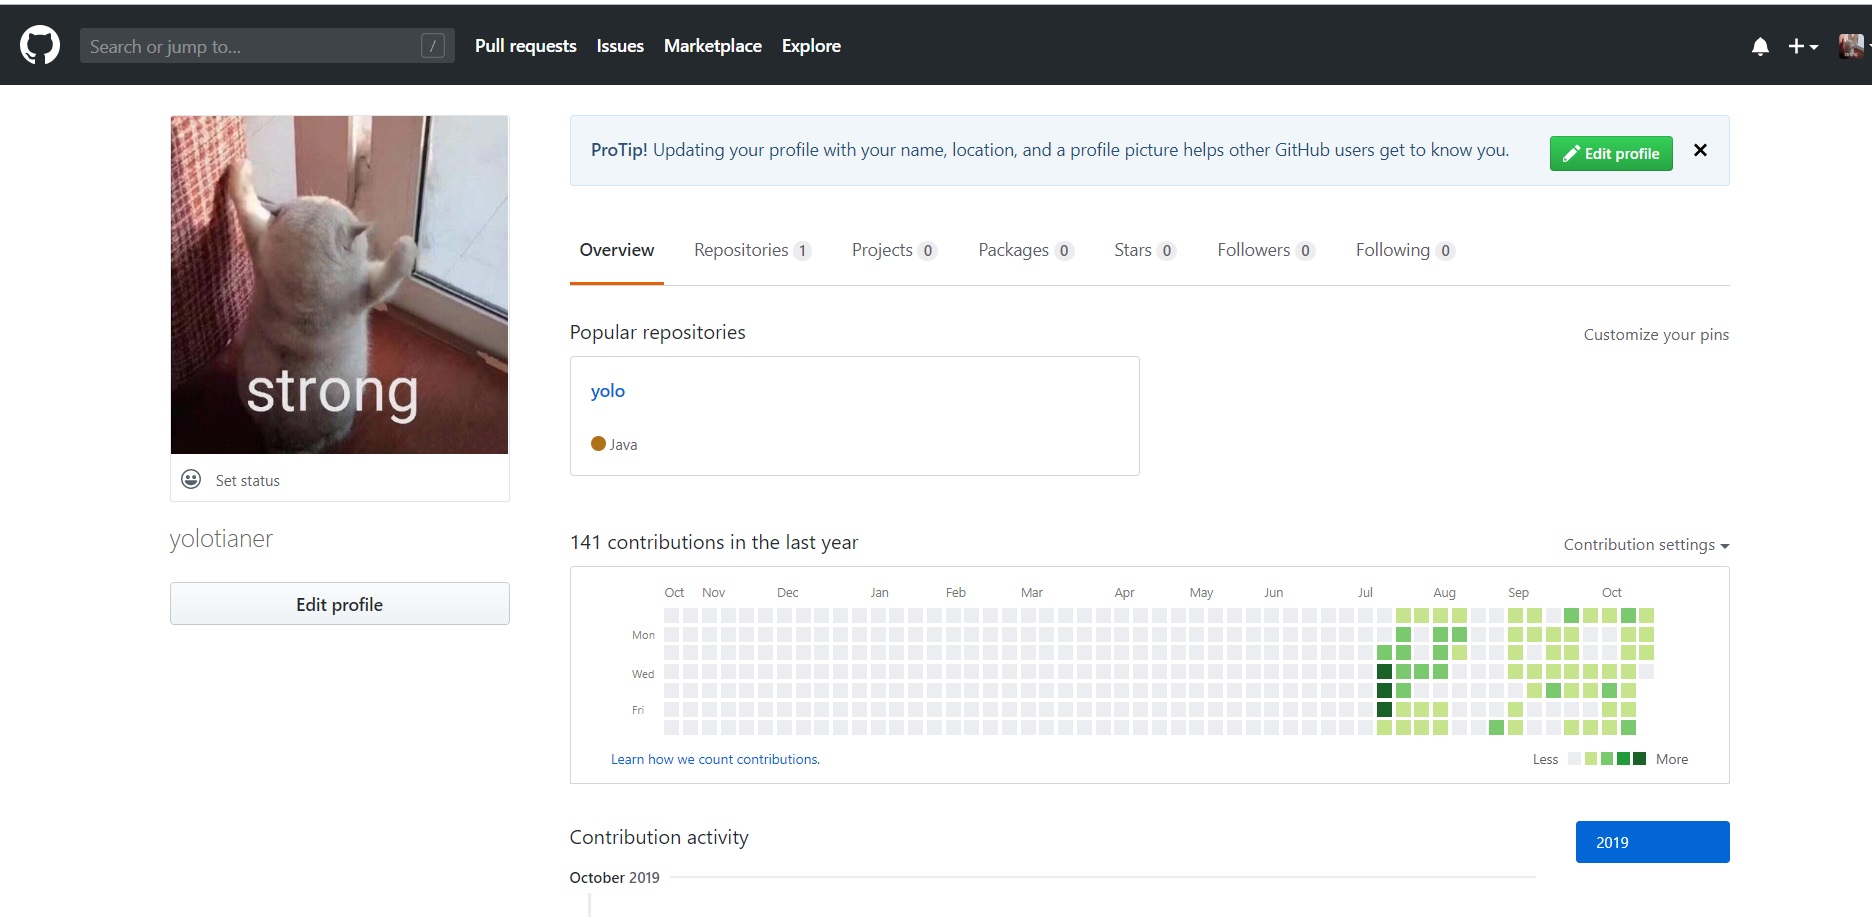 Search or jump to... /
Pull requests Issues Marketplace Explore
strong
Set status
yolotianer
Edit profile
ProTip! Updating your profile with your name, location, and a profile picture helps other GitHub users get to know you.
Edit profile
Overview Repositories 1 Projects 0 Packages 0 Stars 0 Followers 0 Following 0
Popular repositories
Customize your pins
yolo
Java
141 contributions in the last year
Contribution settings
Oct Nov Dec Jan Feb Mar Apr May Jun Jul Aug Sep Oct
Mon
Wed
Fri
Learn how we count contributions.
Less More
Contribution activity
2019
October 2019